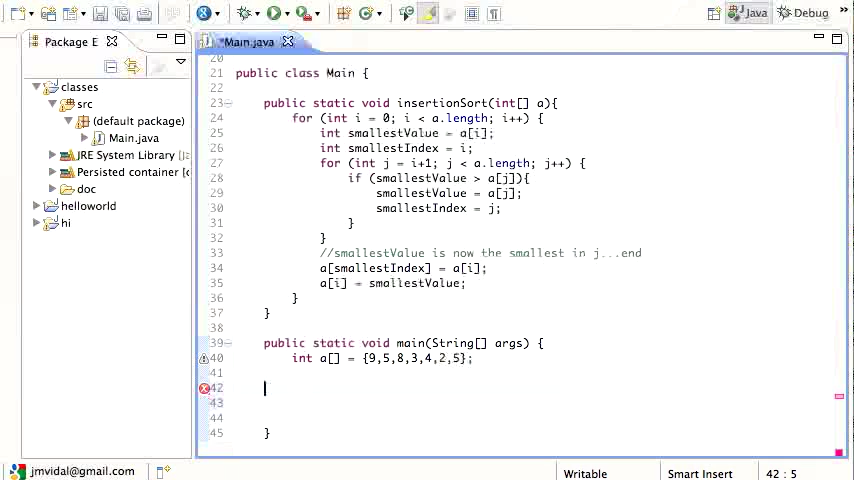 Java
Debug
Package E
*Main.java
classes
src
(default package)
Main.java
JRE System Library [Ja
Persisted container [c
doc
helloworld
hi
20
21 public class Main {
22
23 public static void insertionSort(int[] a){
24 for (int i = 0; i < a.length; i++) {
25 int smallestValue = a[i];
26 int smallestIndex = i;
27 for (int j = i+1; j < a.length; j++) {
28 if (smallestValue > a[j]){
29 smallestValue = a[j];
30 smallestIndex = j;
31 }
32 }
33 //smallestValue is now the smallest in j...end
34 a[smallestIndex] = a[i];
35 a[i] = smallestValue;
36 }
37 }
38
39 public static void main(String[] args) {
40 int a[] = {9,5,8,3,4,2,5};
41
42
43
44
45 }
jmvidal@gmail.com
Writable
Smart Insert
42 : 5